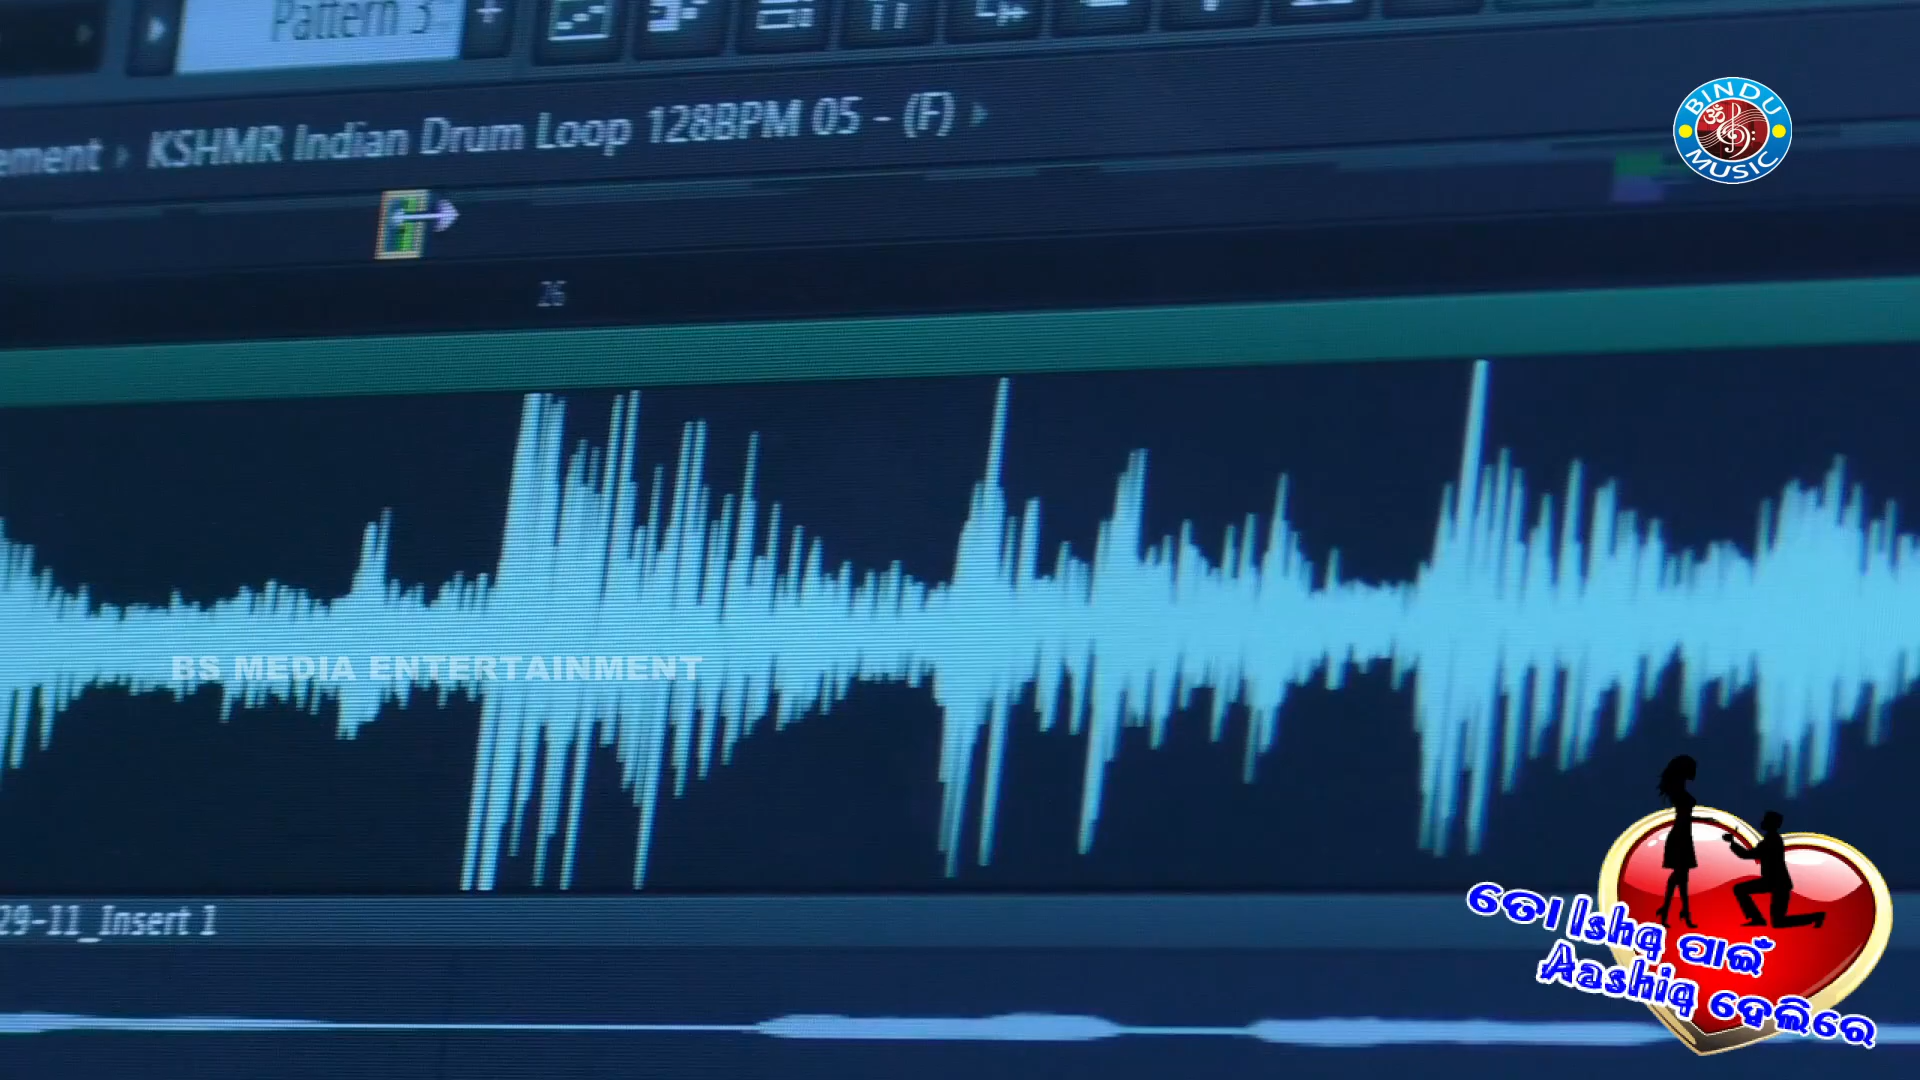 Pattern 3
ement › KSHMR Indian Drum Loop 128BPM 05 - (F)
BINDU
MUSIC
26
BS MEDIA ENTERTAINMENT
29-11_Insert 1
ତୋ Ishq ପାଇଁ
Aashiq ହେଲିରେ